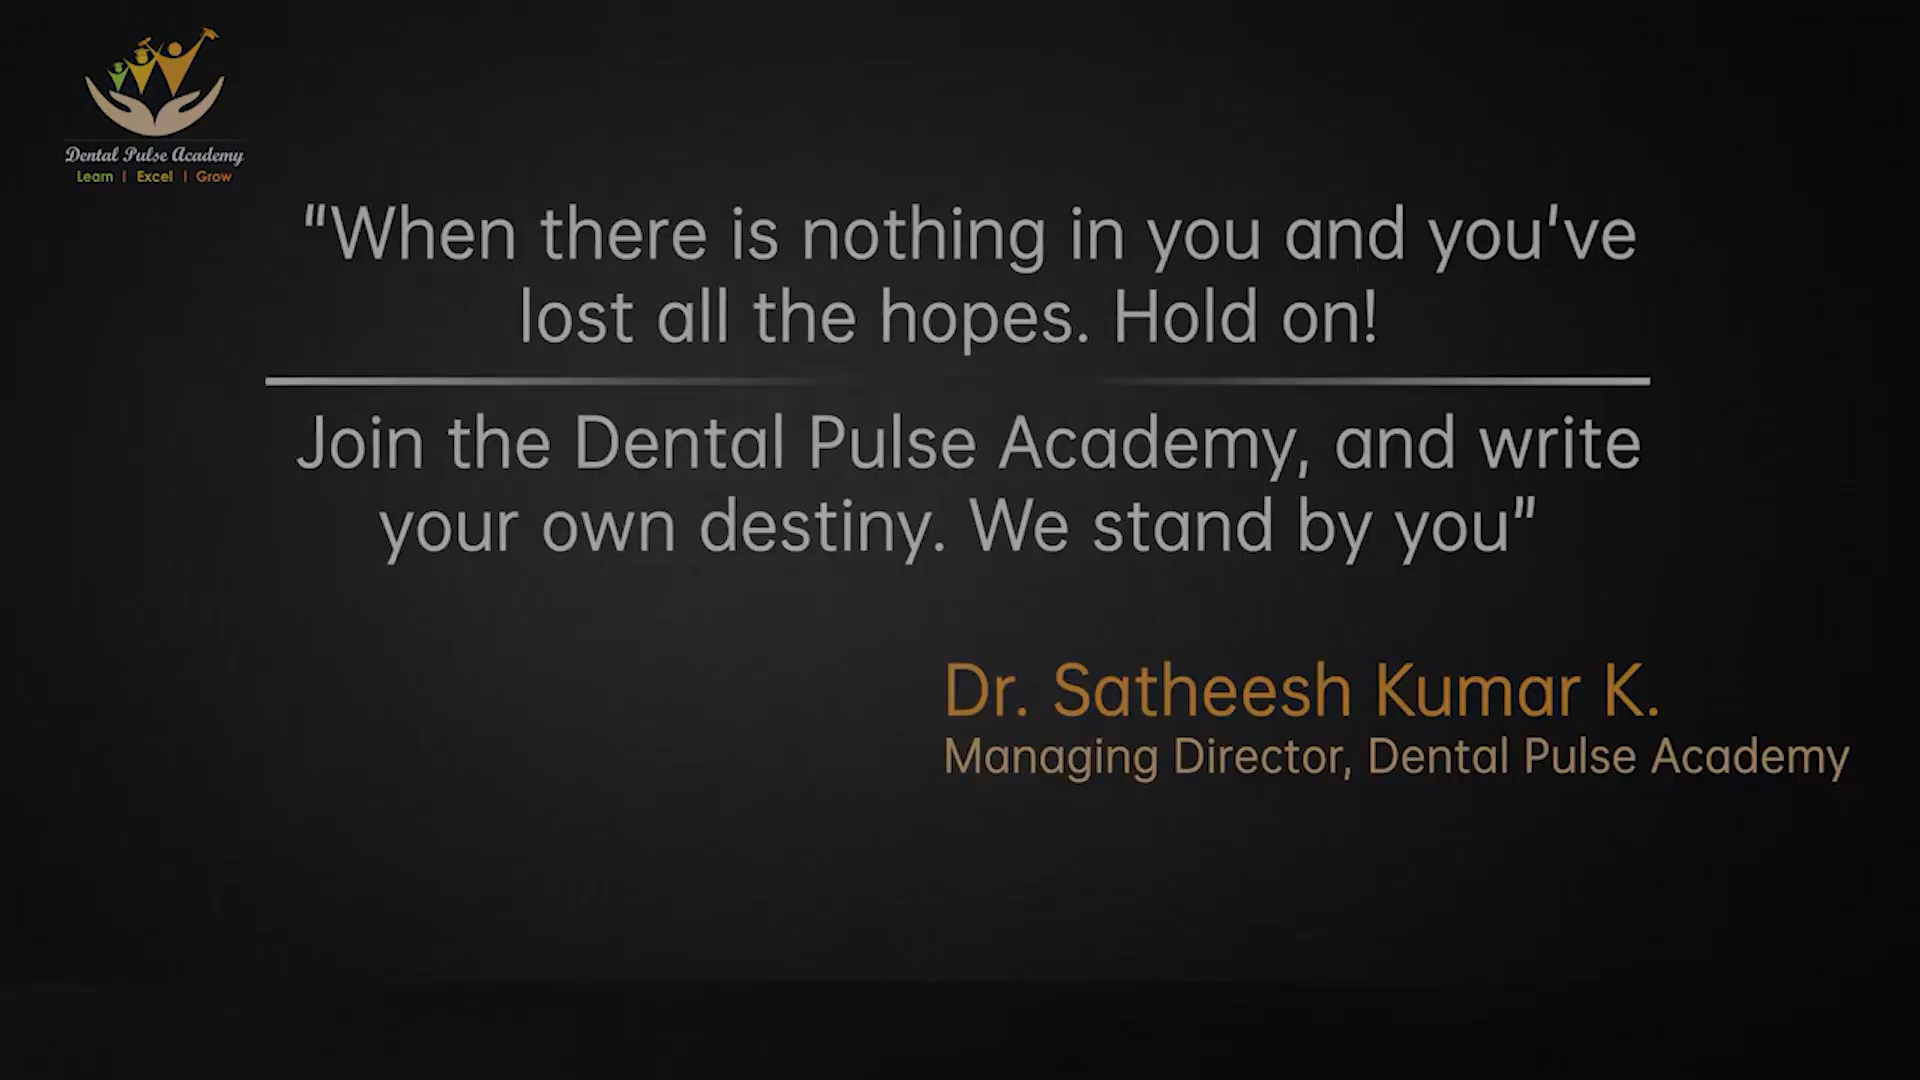 Dental Pulse Academy
Learn | Excel | Grow
"When there is nothing in you and you've
lost all the hopes. Hold on!
Join the Dental Pulse Academy, and write
your own destiny. We stand by you”
Dr. Satheesh Kumar K.
Managing Director, Dental Pulse Academy